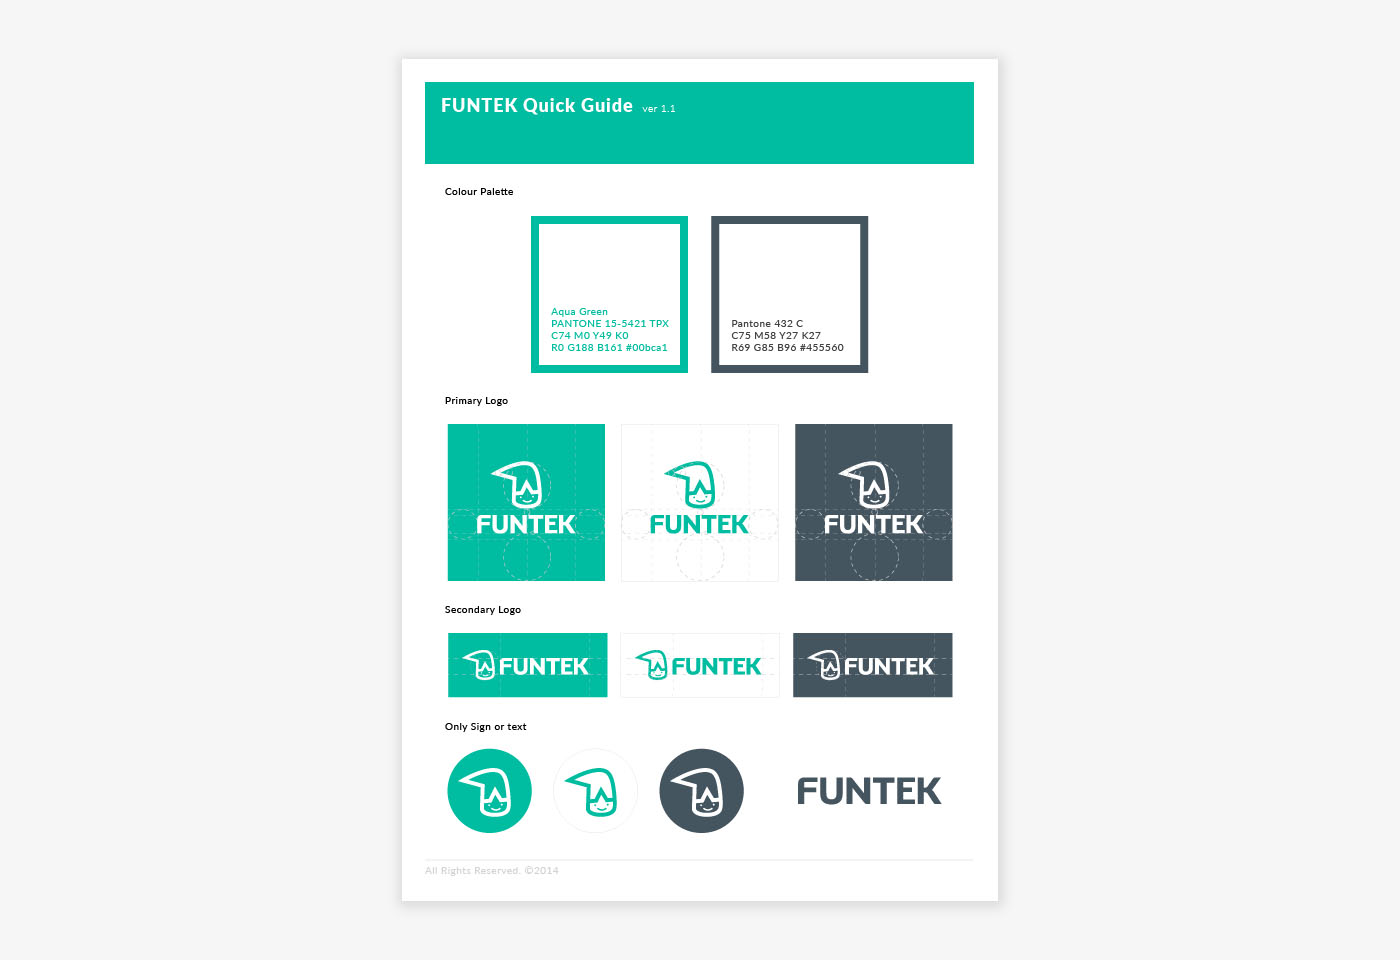 FUNTEK Quick Guide ver 1.1
Colour Palette
Aqua Green
PANTONE 15-5421 TPX
C74 M0 Y49 K0
R0 G188 B161 #00bca1
Pantone 432 C
C75 M58 Y27 K27
R69 G85 B96 #455560
Primary Logo
FUNTEK
FUNTEK
FUNTEK
Secondary Logo
FUNTEK
FUNTEK
FUNTEK
Only Sign or text
FUNTEK
All Rights Reserved. ©2014